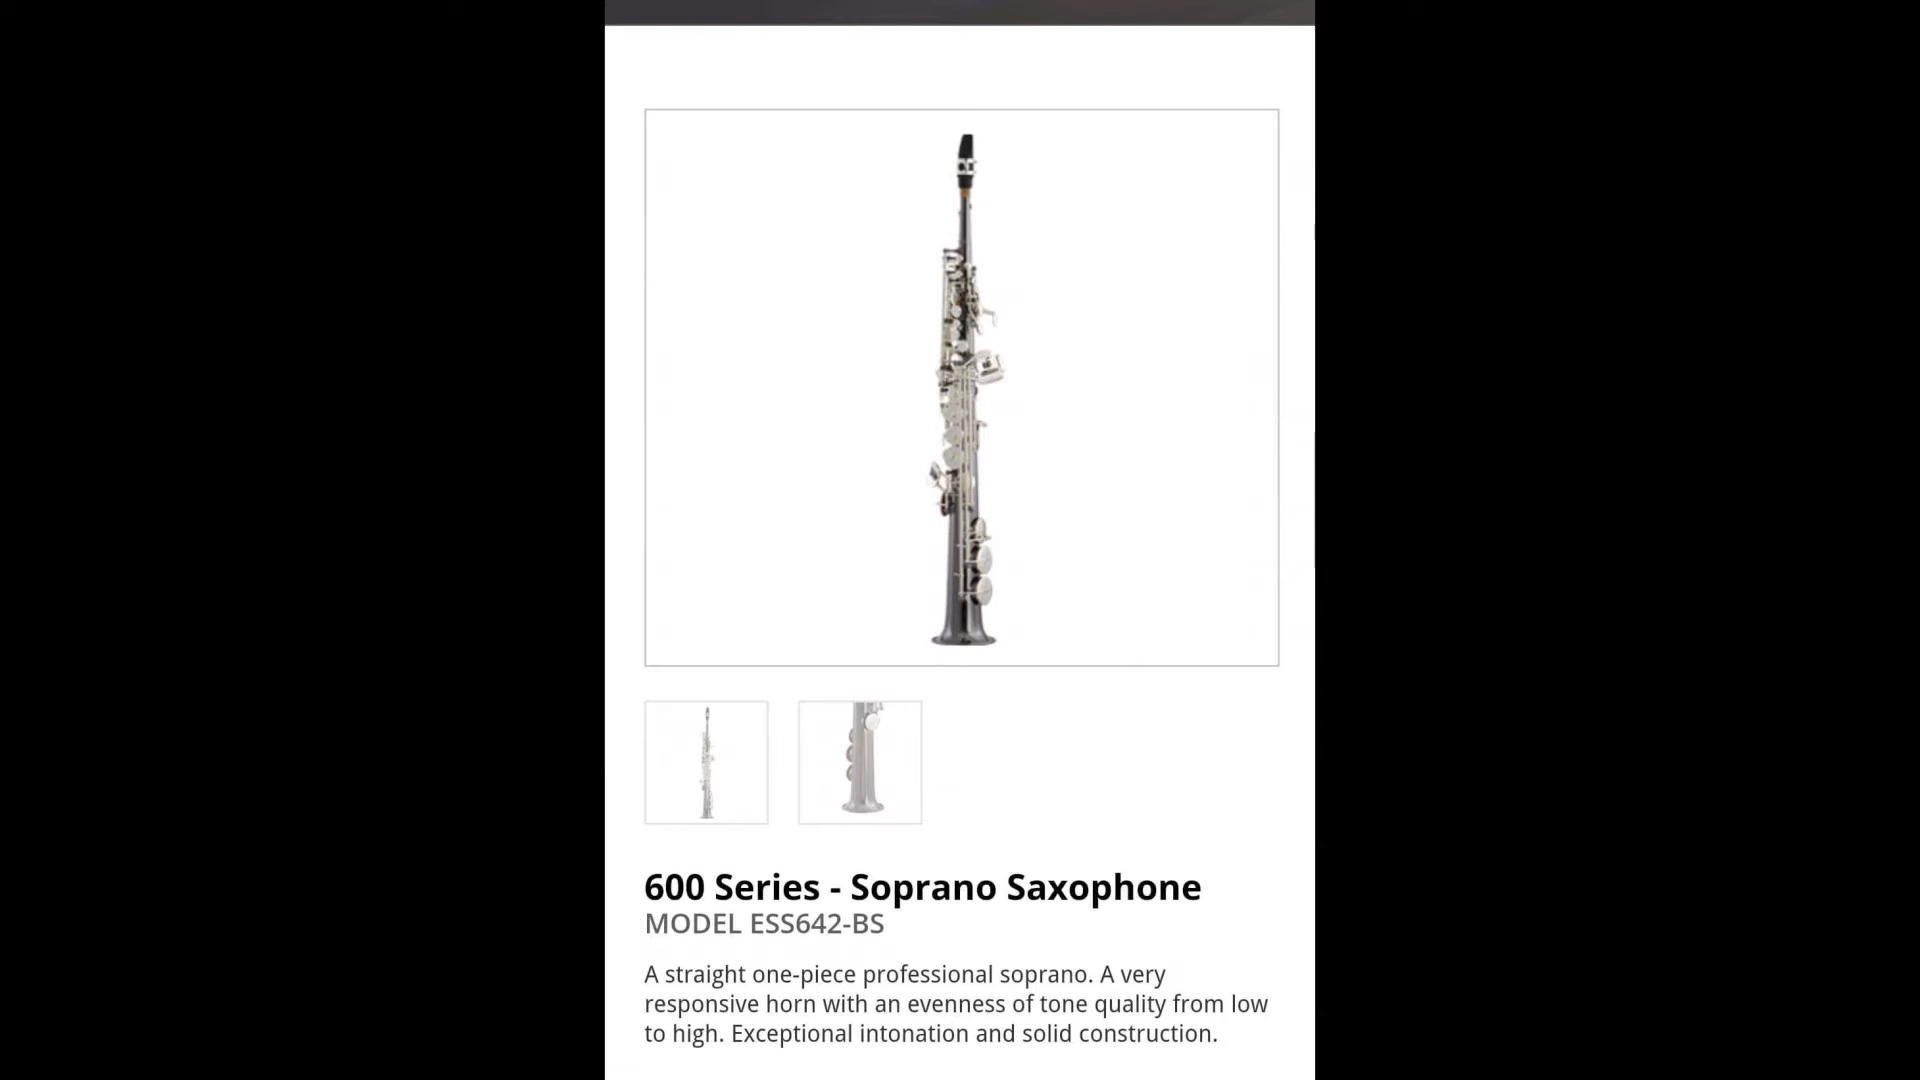 600 Series - Soprano Saxophone
MODEL ESS642-BS
A straight one-piece professional soprano. A very
responsive horn with an evenness of tone quality from low
to high. Exceptional intonation and solid construction.